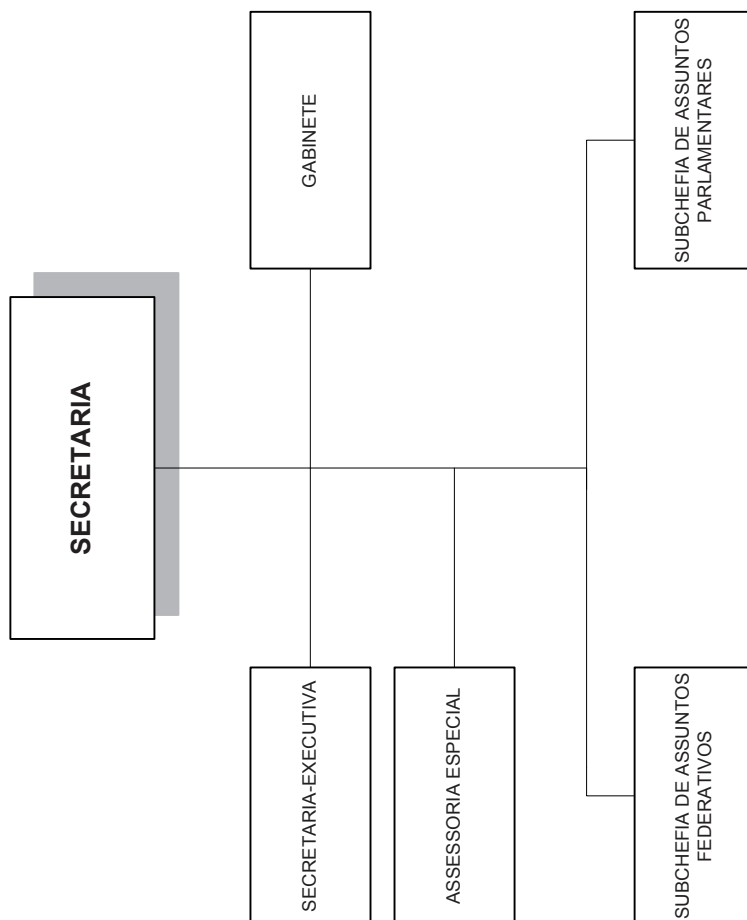 SECRETARIA
GABINETE
SECRETARIA-EXECUTIVA
ASSESSORIA ESPECIAL
SUBCHEFIA DE ASSUNTOS
PARLAMENTARES
SUBCHEFIA DE ASSUNTOS
FEDERATIVOS